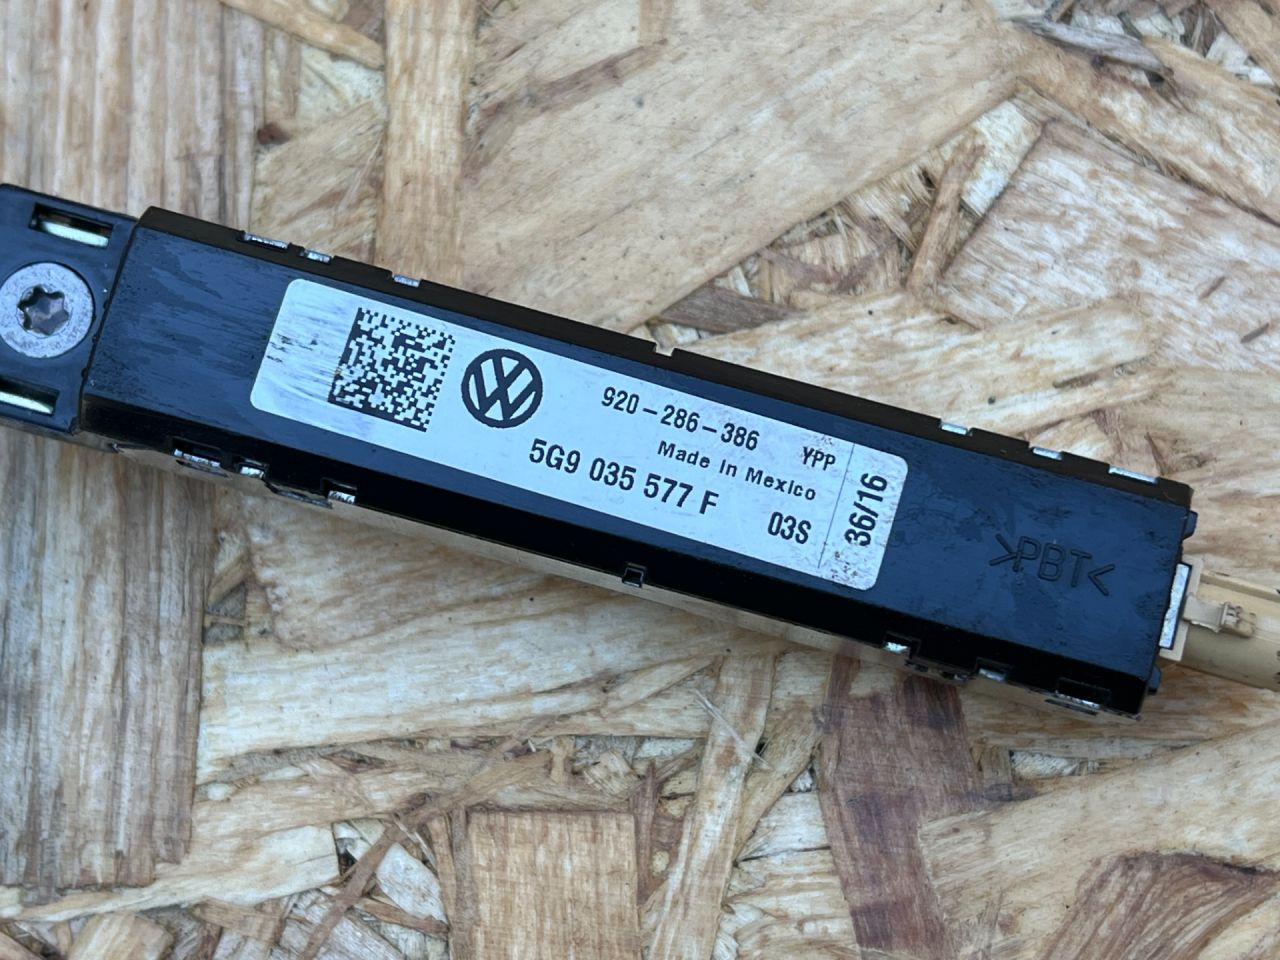 920-286-386
YPP
Made in Mexico
5G9 035 577 F
03S
36/16
>PBT<